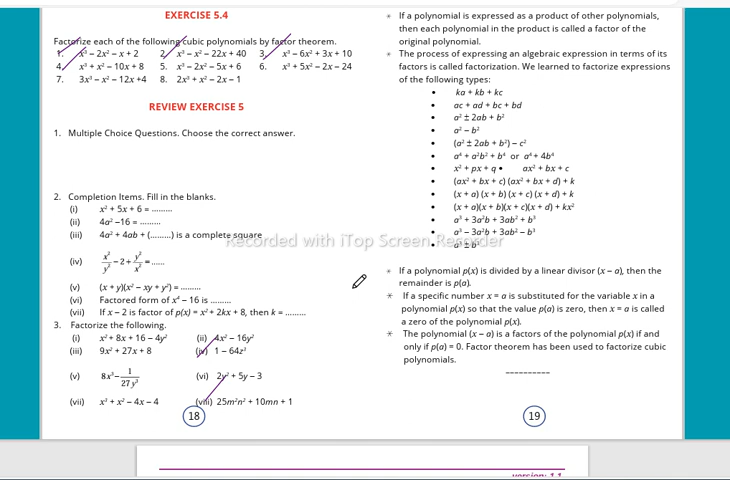 EXERCISE 5.4
Factorize each of the following cubic polynomials by factor theorem.
1. x³ – 2x² – x + 2 2. x³ – x² – 22x + 40 3. x³ – 6x² + 3x + 10
4. x³ + x² – 10x + 8 5. x³ – 2x² – 5x + 6 6. x³ + 5x² – 2x – 24
7. 3x³ – x² – 12x +4 8. 2x³ + x² – 2x – 1
REVIEW EXERCISE 5
1. Multiple Choice Questions. Choose the correct answer.
2. Completion Items. Fill in the blanks.
(i) x² + 5x + 6 = .........
(ii) 4a² –16 = .........
(iii) 4a² + 4ab + (.........) is a complete square
(iv) x²/y² – 2 + y²/x² = ......
(v) (x + y)(x² – xy + y²) = .........
(vi) Factored form of x⁴ – 16 is .........
(vii) If x – 2 is factor of p(x) = x² + 2kx + 8, then k = .........
3. Factorize the following.
(i) x² + 8x + 16 – 4y² (ii) 4x² – 16y²
(iii) 9x² + 27x + 8 (iv) 1 – 64z³
(v) 8x³ – 1/27y³ (vi) 2y² + 5y – 3
(vii) x³ + x² – 4x – 4 (viii) 25m²n² + 10mn + 1
18
* If a polynomial is expressed as a product of other polynomials,
then each polynomial in the product is called a factor of the
original polynomial.
* The process of expressing an algebraic expression in terms of its
factors is called factorization. We learned to factorize expressions
of the following types:
• ka + kb + kc
• ac + ad + bc + bd
• a² ± 2ab + b²
• a² – b²
• (a² ± 2ab + b²) – c²
• a⁴ + a²b² + b⁴ or a⁴ + 4b⁴
• x² + px + q • ax² + bx + c
• (ax² + bx + c) (ax² + bx + d) + k
• (x + a) (x + b) (x + c) (x + d) + k
• (x + a)(x + b)(x + c)(x + d) + kx²
• a³ + 3a²b + 3ab² + b³
• a³ – 3a²b + 3ab² – b³
• a³ ± b³
Recorded with iTop Screen Recorder
* If a polynomial p(x) is divided by a linear divisor (x – a), then the
remainder is p(a).
* If a specific number x = a is substituted for the variable x in a
polynomial p(x) so that the value p(a) is zero, then x = a is called
a zero of the polynomial p(x).
* The polynomial (x – a) is a factors of the polynomial p(x) if and
only if p(a) = 0. Factor theorem has been used to factorize cubic
polynomials.
----------
19
version: 1.1